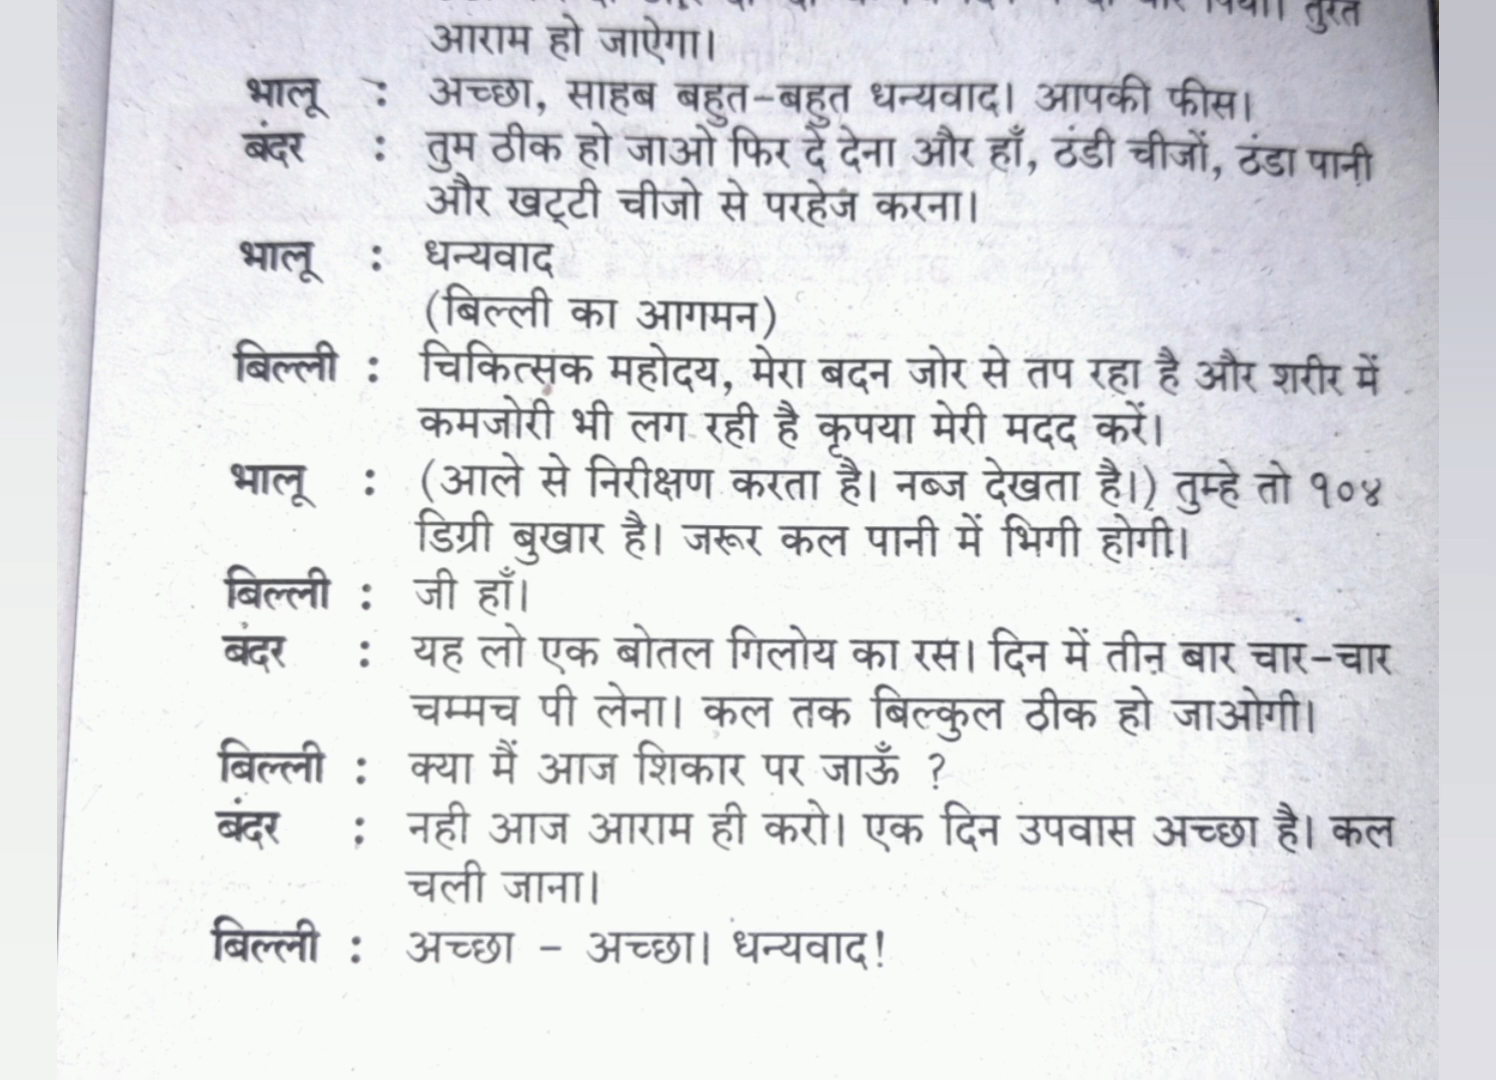 तुरंत
आराम हो जाऐगा।
भालू : अच्छा, साहब बहुत-बहुत धन्यवाद। आपकी फीस।
बंदर : तुम ठीक हो जाओ फिर दे देना और हाँ, ठंडी चीजों, ठंडा पानी
और खट्टी चीजो से परहेज करना।
भालू : धन्यवाद
(बिल्ली का आगमन)
बिल्ली : चिकित्सक महोदय, मेरा बदन जोर से तप रहा है और शरीर में
कमजोरी भी लग रही है कृपया मेरी मदद करें।
भालू : (आले से निरीक्षण करता है। नब्ज देखता है।) तुम्हे तो १०४
डिग्री बुखार है। जरूर कल पानी में भिगी होगी।
बिल्ली : जी हाँ।
बंदर : यह लो एक बोतल गिलोय का रस। दिन में तीन बार चार-चार
चम्मच पी लेना। कल तक बिल्कुल ठीक हो जाओगी।
बिल्ली : क्या मैं आज शिकार पर जाऊँ ?
बंदर : नही आज आराम ही करो। एक दिन उपवास अच्छा है। कल
चली जाना।
बिल्ली : अच्छा - अच्छा। धन्यवाद!